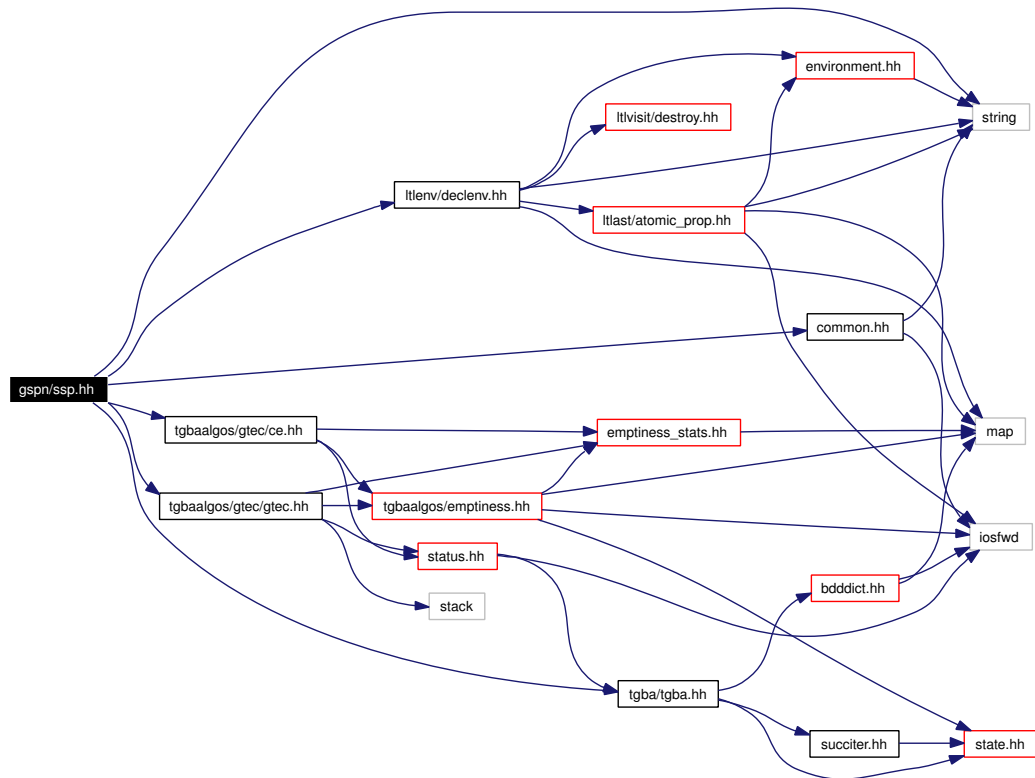 environment.hh
string
ltlvisit/destroy.hh
ltlenv/declenv.hh
ltlast/atomic_prop.hh
common.hh
gspn/ssp.hh
tgbaalgos/gtec/ce.hh
emptiness_stats.hh
map
tgbaalgos/gtec/gtec.hh
tgbaalgos/emptiness.hh
iosfwd
status.hh
bdddict.hh
stack
tgba/tgba.hh
succiter.hh
state.hh